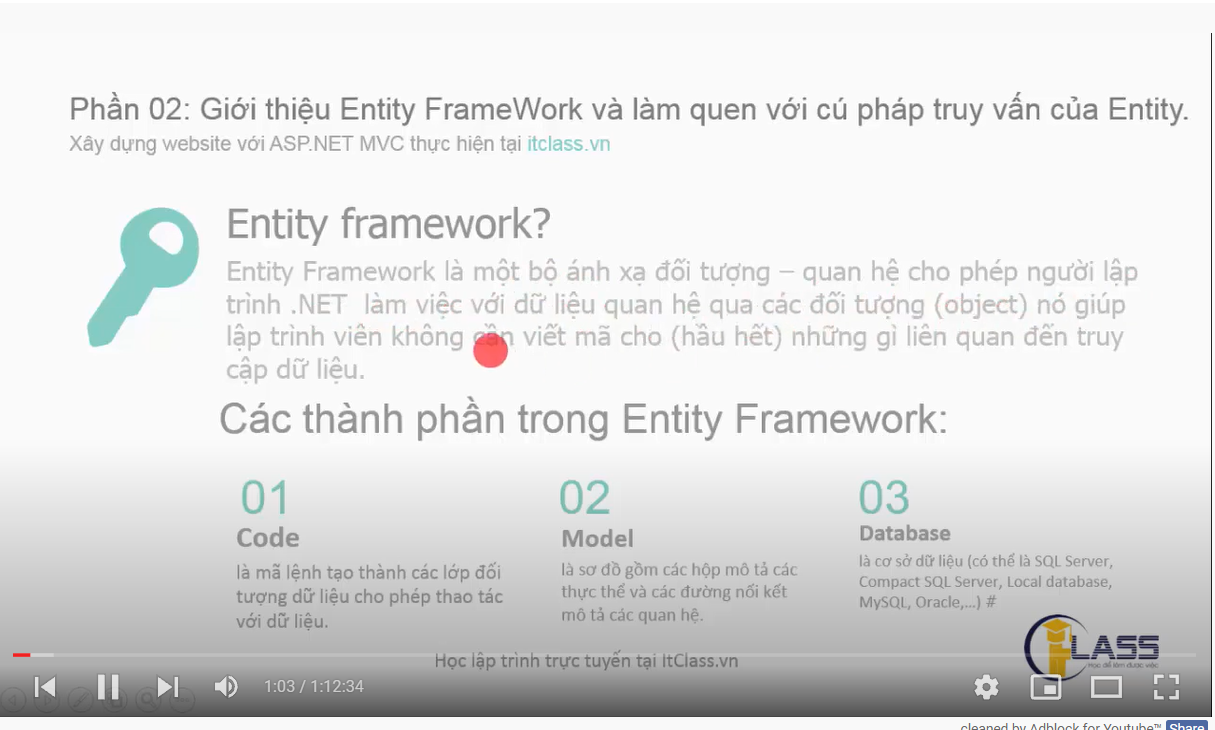 Phần 02: Giới thiệu Entity FrameWork và làm quen với cú pháp truy vấn của Entity.
Xây dựng website với ASP.NET MVC thực hiện tại itclass.vn
Entity framework?
Entity Framework là một bộ ánh xạ đối tượng – quan hệ cho phép người lập
trình .NET làm việc với dữ liệu quan hệ qua các đối tượng (object) nó giúp
lập trình viên không cần viết mã cho (hầu hết) những gì liên quan đến truy
cập dữ liệu.
Các thành phần trong Entity Framework:
01
Code
là mã lệnh tạo thành các lớp đối
tượng dữ liệu cho phép thao tác
với dữ liệu.
02
Model
là sơ đồ gồm các hộp mô tả các
thực thể và các đường nối kết
mô tả các quan hệ.
03
Database
là cơ sở dữ liệu (có thể là SQL Server,
Compact SQL Server, Local database,
MySQL, Oracle,...) #
CLASS
Học để làm được việc
Học lập trình trực tuyến tại ItClass.vn
1:03 / 1:12:34
cleaned by Adblock for Youtube™ Share